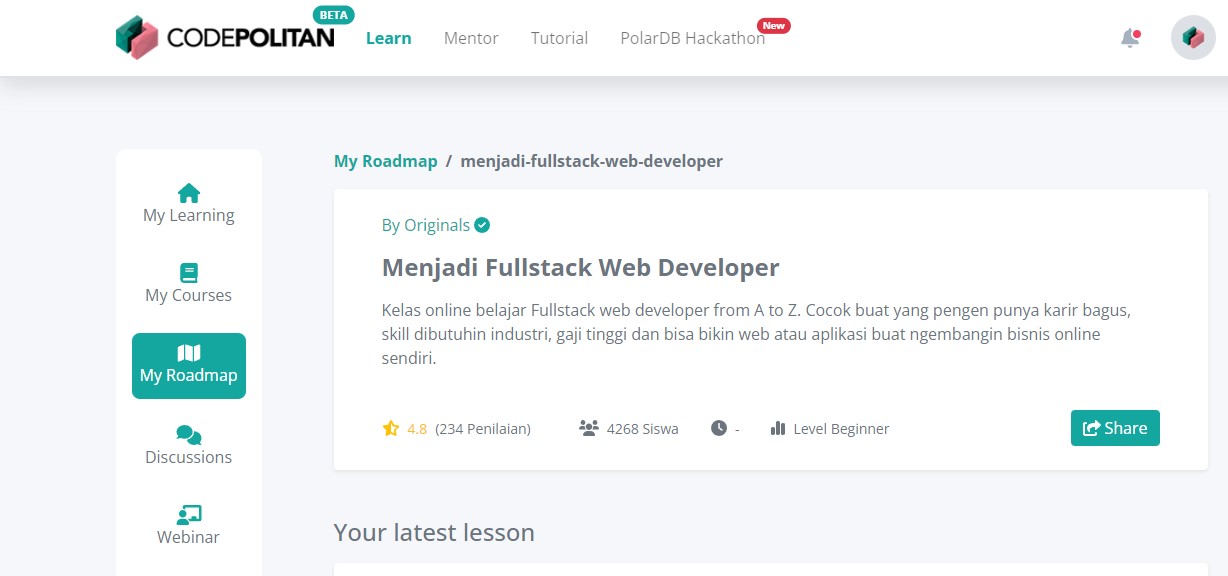 BETA
CODEPOLITAN
Learn
Mentor
Tutorial
PolarDB Hackathon
New
My Learning
My Courses
My Roadmap
Discussions
Webinar
My Roadmap / menjadi-fullstack-web-developer
By Originals
Menjadi Fullstack Web Developer
Kelas online belajar Fullstack web developer from A to Z. Cocok buat yang pengen punya karir bagus,
skill dibutuhin industri, gaji tinggi dan bisa bikin web atau aplikasi buat ngembangin bisnis online
sendiri.
4.8 (234 Penilaian)
4268 Siswa
-
Level Beginner
Share
Your latest lesson